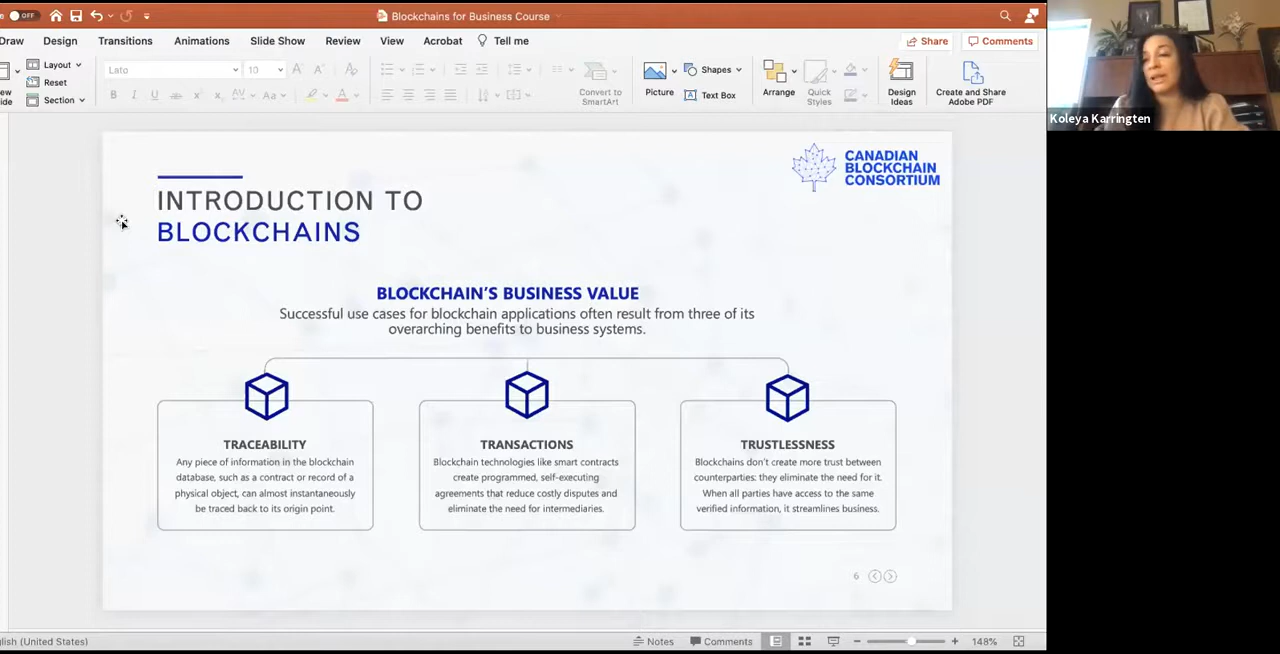 OFF
Blockchains for Business Course
Draw Design Transitions Animations Slide Show Review View Acrobat Tell me
Share Comments
Layout
Reset
Section
Lato 10
A A
B I U ab x x AV Aa A
Convert to
SmartArt
Picture
Shapes
Text Box
Arrange
Quick
Styles
Design
Ideas
Create and Share
Adobe PDF
Koleya Karringten
INTRODUCTION TO
BLOCKCHAINS
CANADIAN
BLOCKCHAIN
CONSORTIUM
BLOCKCHAIN'S BUSINESS VALUE
Successful use cases for blockchain applications often result from three of its
overarching benefits to business systems.
TRACEABILITY
Any piece of information in the blockchain
database, such as a contract or record of a
physical object, can almost instantaneously
be traced back to its origin point.
TRANSACTIONS
Blockchain technologies like smart contracts
create programmed, self-executing
agreements that reduce costly disputes and
eliminate the need for intermediaries.
TRUSTLESSNESS
Blockchains don't create more trust between
counterparties: they eliminate the need for it.
When all parties have access to the same
verified information, it streamlines business.
6
lish (United States)
Notes Comments 148%